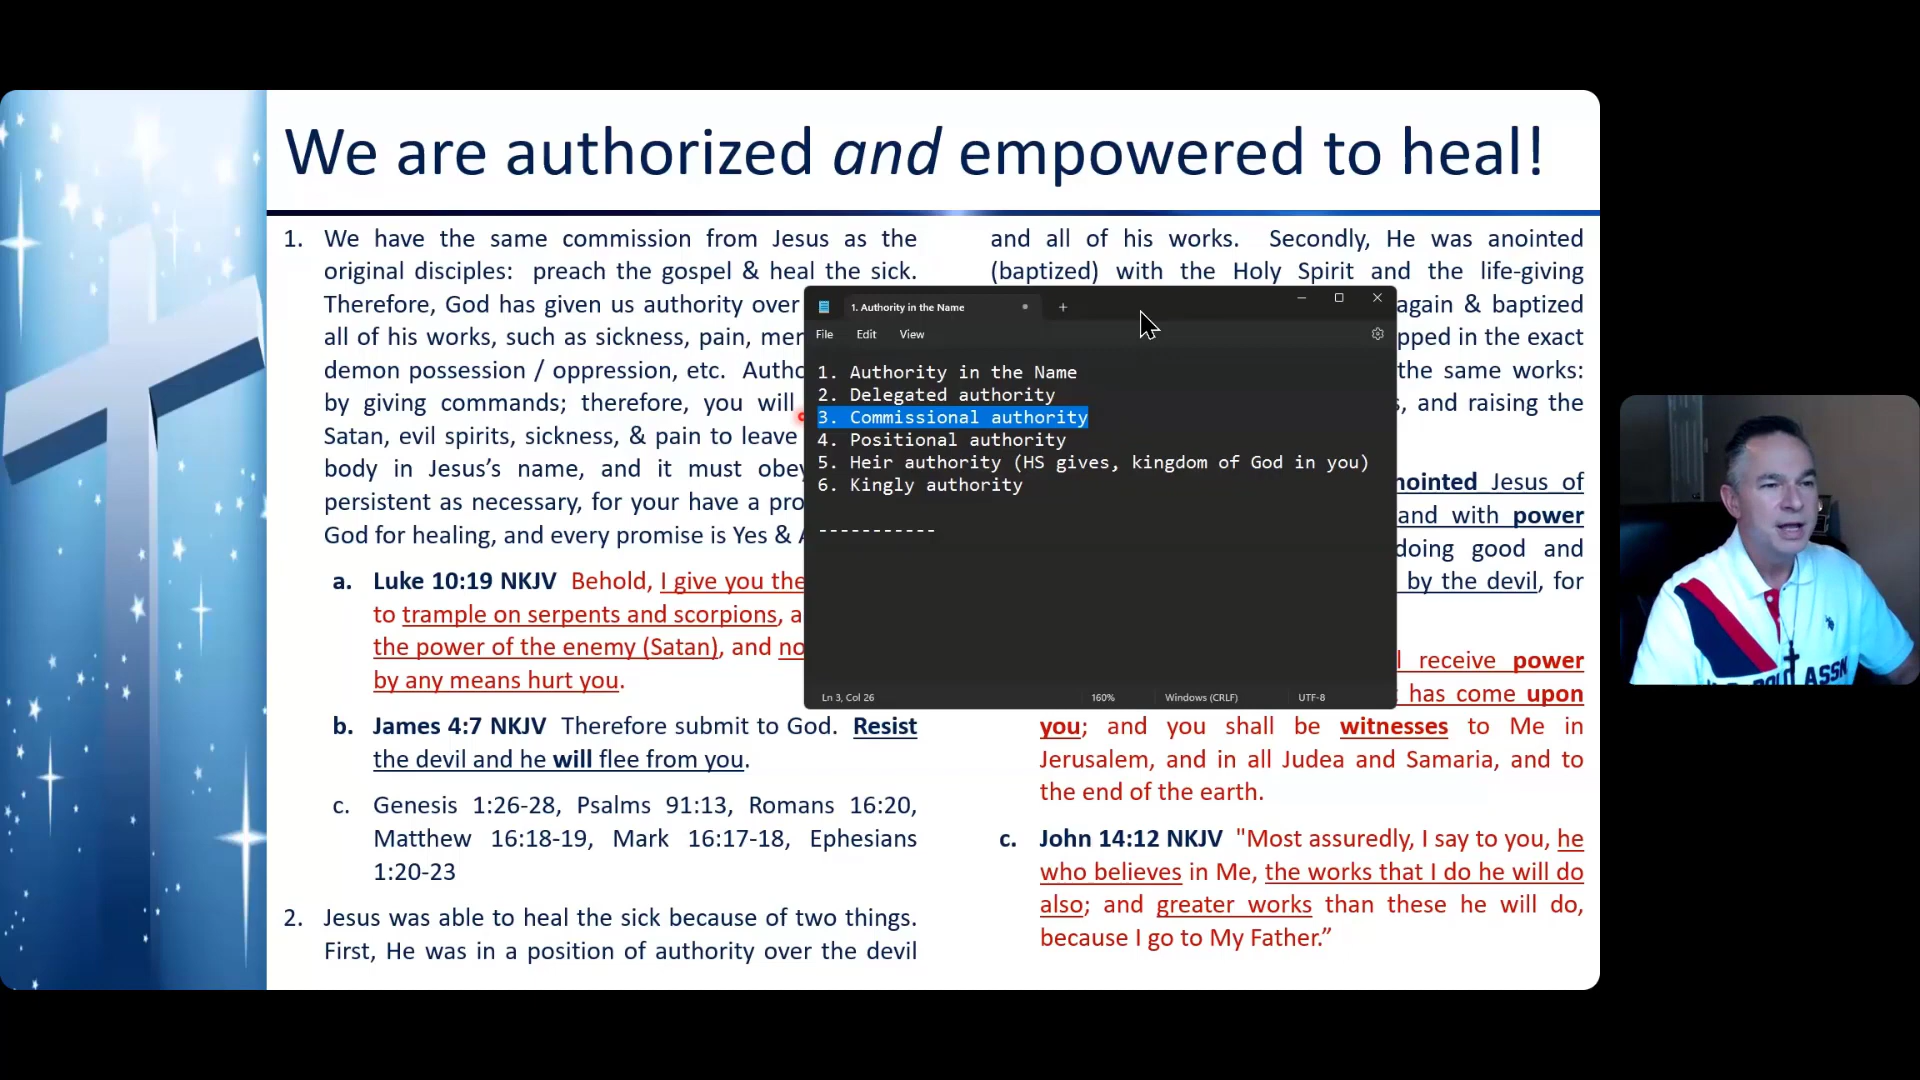 We are authorized and empowered to heal!
1. We have the same commission from Jesus as the
original disciples: preach the gospel & heal the sick.
Therefore, God has given us authority over
all of his works, such as sickness, pain,
demon possession / oppression, etc.
by giving commands; therefore, you will
Satan, evil spirits, sickness, & pain to leave
body in Jesus's name, and it must
persistent as necessary, for your have a
God for healing, and every promise is Yes &
a. Luke 10:19 NKJV Behold, I give you the
to trample on serpents and scorpions,
the power of the enemy (Satan), and
by any means hurt you.
b. James 4:7 NKJV Therefore submit to God. Resist
the devil and he will flee from you.
c. Genesis 1:26-28, Psalms 91:13, Romans 16:20,
Matthew 16:18-19, Mark 16:17-18, Ephesians
1:20-23
2. Jesus was able to heal the sick because of two things.
First, He was in a position of authority over the devil
and all of his works. Secondly, He was anointed
(baptized) with the Holy Spirit and the life-giving
again & baptized
in the exact
the same works:
and raising the
Jesus of
and with power
doing good and
by the devil, for
receive power
has come upon
you; and you shall be witnesses to Me in
Jerusalem, and in all Judea and Samaria, and to
the end of the earth.
c. John 14:12 NKJV "Most assuredly, I say to you, he
who believes in Me, the works that I do he will do
also; and greater works than these he will do,
because I go to My Father.”
1. Authority in the Name
File Edit View
1. Authority in the Name
2. Delegated authority
3. Commissional authority
4. Positional authority
5. Heir authority (HS gives, kingdom of God in you)
6. Kingly authority
-----------
Ln 3, Col 26 160% Windows (CRLF) UTF-8